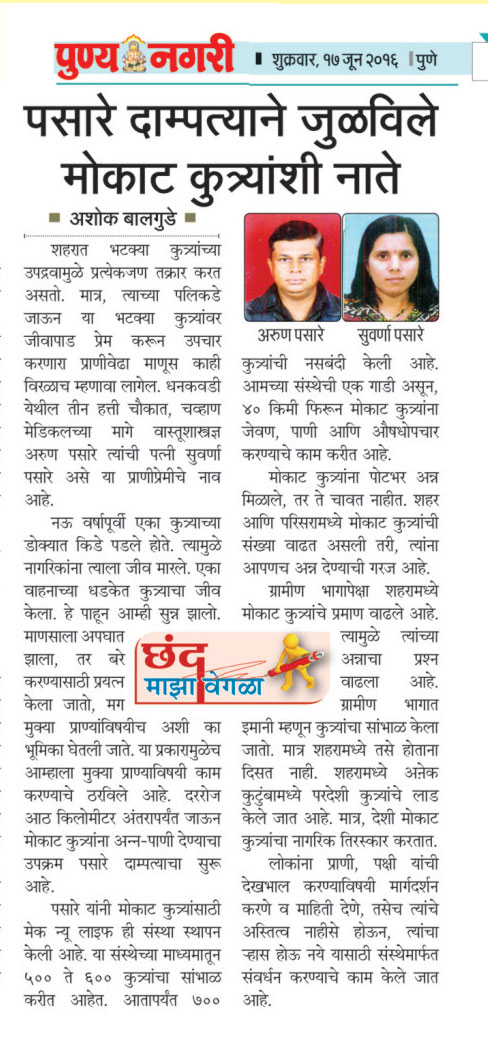 पुण्य नगरी
शुक्रवार, १७ जून २०१६ | पुणे
पसारे दाम्पत्याने जुळविले
मोकाट कुत्र्यांशी नाते
अशोक बालगुडे
शहरात भटक्या कुत्र्यांच्या
उपद्रवामुळे प्रत्येकजण तक्रार करत
असतो. मात्र, त्याच्या पलिकडे
जाऊन या भटक्या कुत्र्यांवर
जीवापाड प्रेम करून उपचार
करणारा प्राणीवेढा माणूस काही
विरळाच म्हणावा लागेल. धनकवडी
येथील तीन हत्ती चौकात, चव्हाण
मेडिकलच्या मागे वास्तूशास्त्रज्ञ
अरुण पसारे त्यांची पत्नी सुवर्णा
पसारे असे या प्राणीप्रेमीचे नाव
आहे.
नऊ वर्षापूर्वी एका कुत्र्याच्या
डोक्यात किडे पडले होते. त्यामुळे
नागरिकांना त्याला जीव मारले. एका
वाहनाच्या धडकेत कुत्र्याचा जीव
केला. हे पाहून आम्ही सुन्न झालो.
माणसाला अपघात
झाला, तर बरे
करण्यासाठी प्रयत्न
केला जातो, मग
मुक्या प्राण्यांविषयीच अशी का
भूमिका घेतली जाते. या प्रकारामुळेच
आम्हाला मुक्या प्राण्याविषयी काम
करण्याचे ठरविले आहे. दररोज
आठ किलोमीटर अंतरापर्यंत जाऊन
मोकाट कुत्र्यांना अन्न-पाणी देण्याचा
उपक्रम पसारे दाम्पत्याचा सुरू
आहे.
पसारे यांनी मोकाट कुत्र्यांसाठी
मेक न्यू लाइफ ही संस्था स्थापन
केली आहे. या संस्थेच्या माध्यमातून
५०० ते ६०० कुत्र्यांचा सांभाळ
करीत आहेत. आतापर्यंत ७००
छंद
माझा वेगळा
अरुण पसारे
सुवर्णा पसारे
कुत्र्यांची नसबंदी केली आहे.
आमच्या संस्थेची एक गाडी असून,
४० किमी फिरून मोकाट कुत्र्यांना
जेवण, पाणी आणि औषधोपचार
करण्याचे काम करीत आहे.
मोकाट कुत्र्यांना पोटभर अन्न
मिळाले, तर ते चावत नाहीत. शहर
आणि परिसरामध्ये मोकाट कुत्र्यांची
संख्या वाढत असली तरी, त्यांना
आपणच अन्न देण्याची गरज आहे.
ग्रामीण भागापेक्षा शहरामध्ये
मोकाट कुत्र्यांचे प्रमाण वाढले आहे.
त्यामुळे त्यांच्या
अन्नाचा प्रश्न
वाढला आहे.
ग्रामीण भागात
इमानी म्हणून कुत्र्यांचा सांभाळ केला
जातो. मात्र शहरामध्ये तसे होताना
दिसत नाही. शहरामध्ये अनेक
कुटुंबामध्ये परदेशी कुत्र्यांचे लाड
केले जात आहे. मात्र, देशी मोकाट
कुत्र्यांचा नागरिक तिरस्कार करतात.
लोकांना प्राणी, पक्षी यांची
देखभाल करण्याविषयी मार्गदर्शन
करणे व माहिती देणे, तसेच त्यांचे
अस्तित्व नाहीसे होऊन, त्यांचा
ऱ्हास होऊ नये यासाठी संस्थेमार्फत
संवर्धन करण्याचे काम केले जात
आहे.